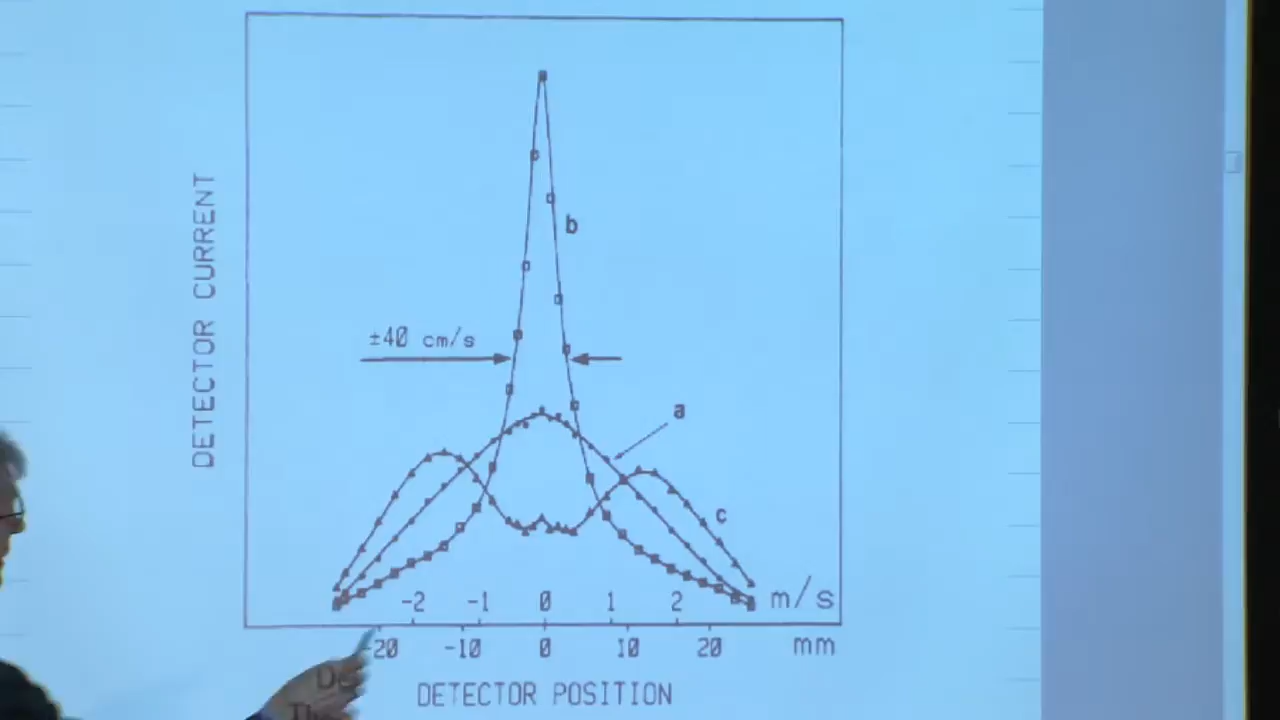 DETECTOR CURRENT
b
±40 cm/s
a
c
-2 -1 0 1 2 m/s
-20 -10 0 10 20 mm
DETECTOR POSITION